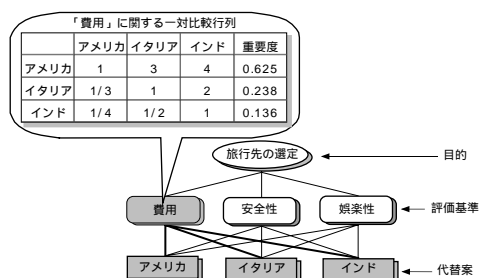 「費用」に関する一対比較行列
アメリカ イタリア インド 重要度
アメリカ 1 3 4 0.625
イタリア 1/3 1 2 0.238
インド 1/4 1/2 1 0.136
旅行先の選定 目的
費用 安全性 娯楽性 評価基準
アメリカ イタリア インド 代替案